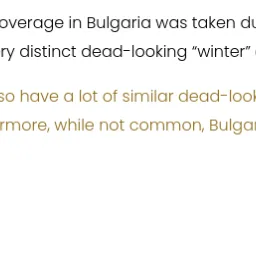 overage in Bulgaria was taken du
ry distinct dead-looking “winter”
so have a lot of similar dead-look
rmore, while not common, Bulgar